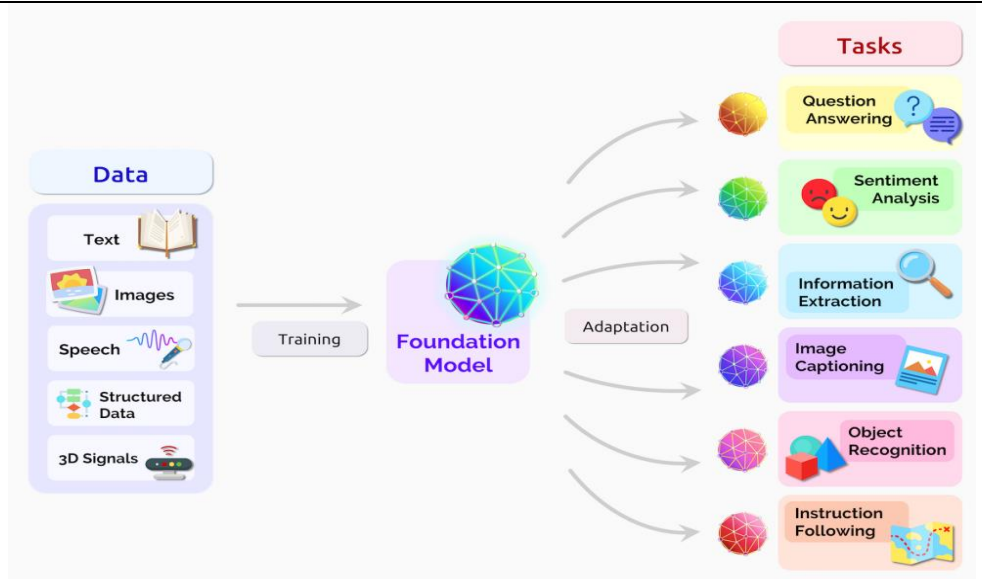 Data
Text
Images
Speech
Structured
Data
3D Signals
Training
Foundation
Model
Adaptation
Tasks
Question
Answering
?
Sentiment
Analysis
Information
Extraction
Image
Captioning
Object
Recognition
Instruction
Following